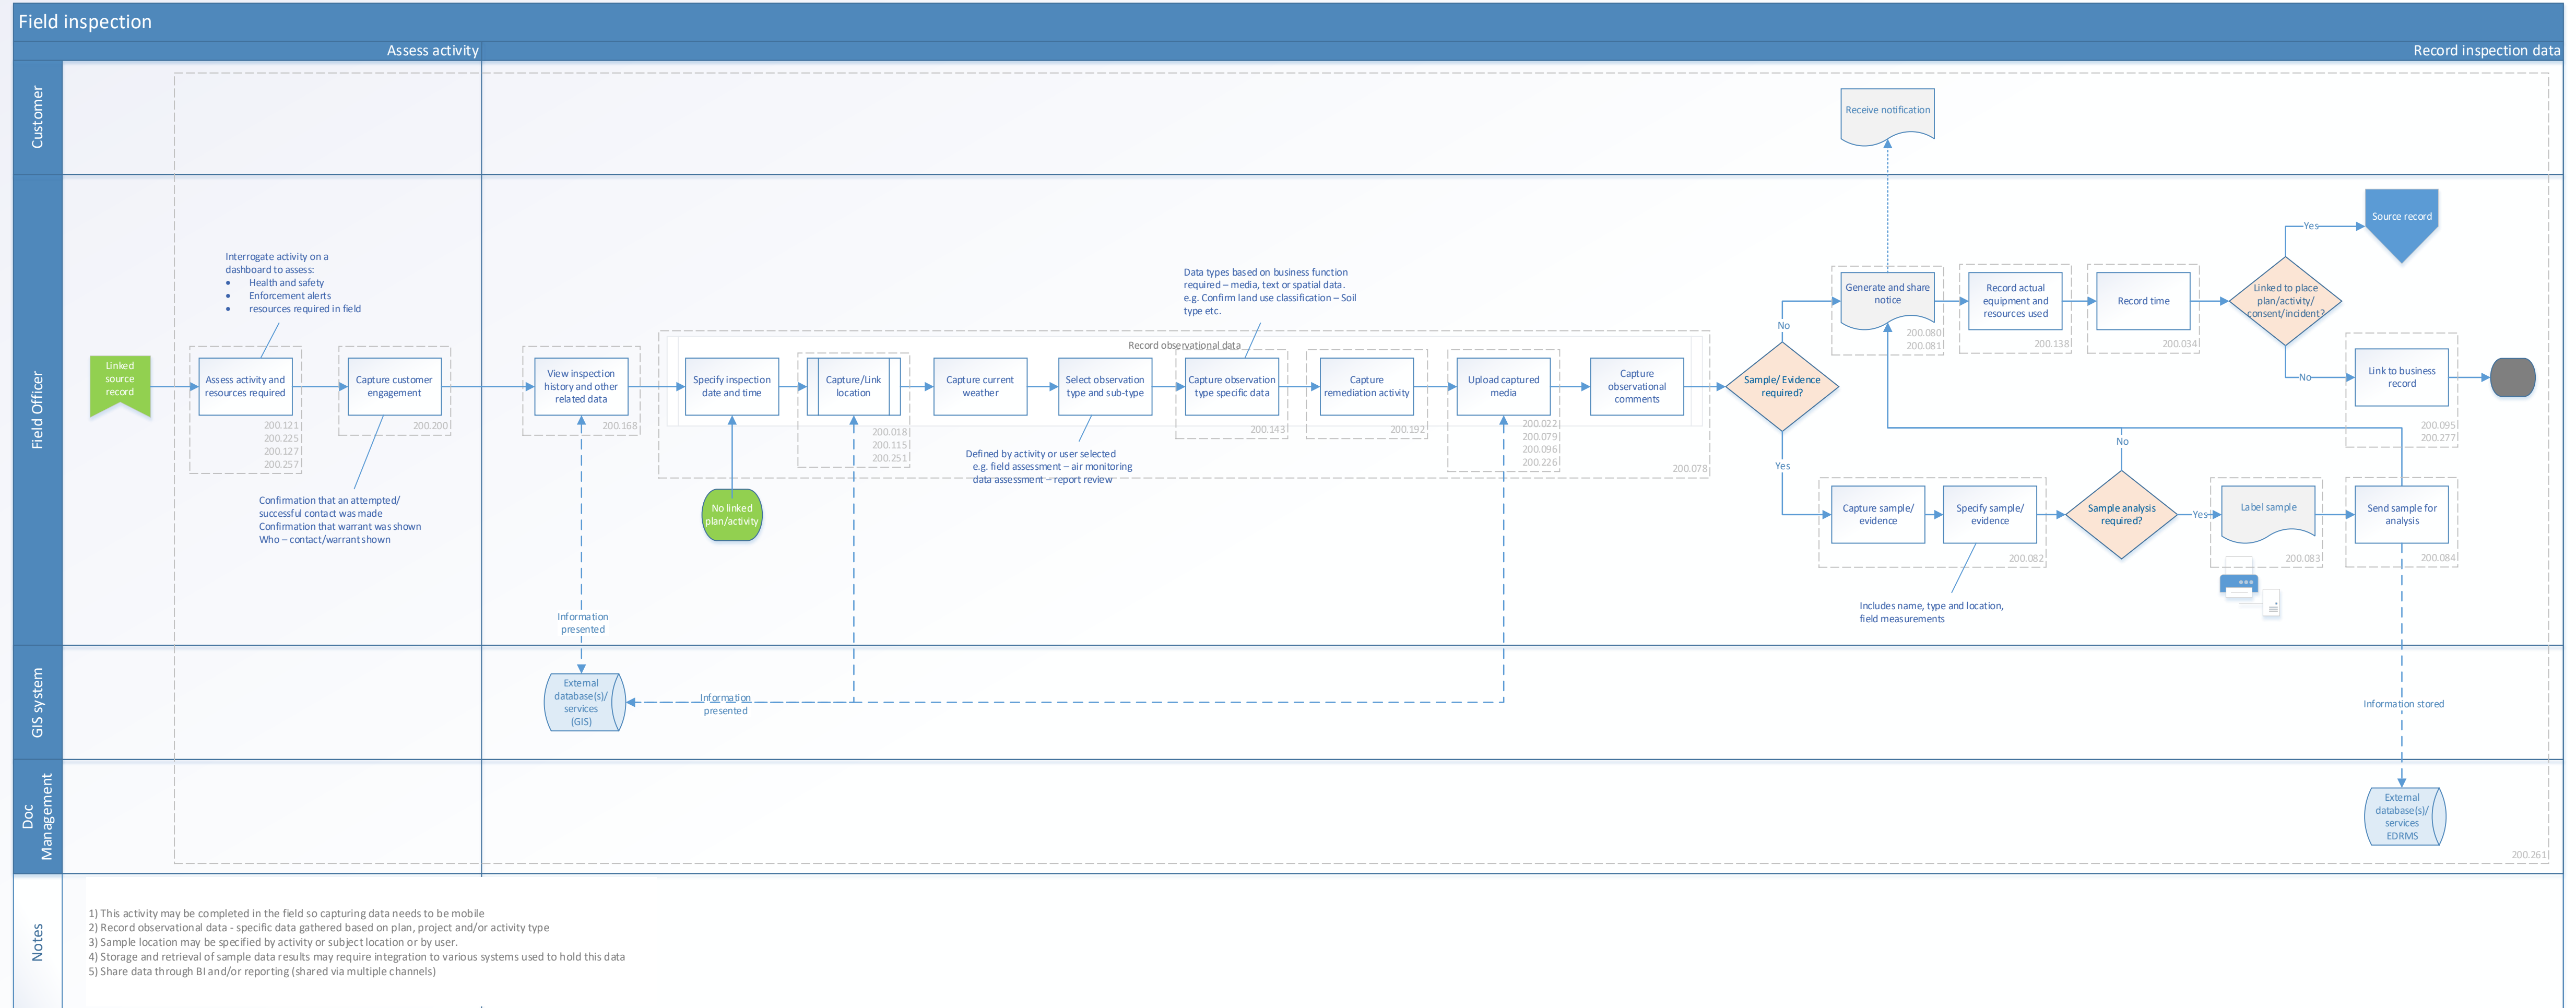 Field inspection
Assess activity
Record inspection data
Customer
Receive notification
Field Officer
Linked
source
record
Interrogate activity on a
dashboard to assess:
• Health and safety
• Enforcement alerts
• resources required in field
Assess activity and
resources required
200.121
200.225
200.127
200.257
Capture customer
engagement
200.200
Confirmation that an attempted/
successful contact was made
Confirmation that warrant was shown
Who – contact/warrant shown
View inspection
history and other
related data
200.168
Information
presented
Record observational data
Specify inspection
date and time
No linked
plan/activity
Capture/Link
location
200.018
200.115
200.251
Capture current
weather
Select observation
type and sub-type
Defined by activity or user selected
e.g. field assessment – air monitoring
data assessment – report review
Data types based on business function
required – media, text or spatial data.
e.g. Confirm land use classification – Soil
type etc.
Capture observation
type specific data
200.143
Capture
remediation activity
200.192
Upload captured
media
200.022
200.079
200.096
200.226
Capture
observational
comments
200.078
Sample/ Evidence
required?
No
Yes
Generate and share
notice
200.080
200.081
Record actual
equipment and
resources used
200.138
Record time
200.034
Linked to place
plan/activity/
consent/incident?
Yes
Source record
No
Link to business
record
200.095
200.277
Capture sample/
evidence
Specify sample/
evidence
200.082
Includes name, type and location,
field measurements
Sample analysis
required?
No
Yes
Label sample
200.083
Send sample for
analysis
200.084
GIS system
External
database(s)/
services
(GIS)
Information
presented
Information stored
Doc
Management
External
database(s)/
services
EDRMS
200.261
Notes
1) This activity may be completed in the field so capturing data needs to be mobile
2) Record observational data - specific data gathered based on plan, project and/or activity type
3) Sample location may be specified by activity or subject location or by user.
4) Storage and retrieval of sample data results may require integration to various systems used to hold this data
5) Share data through BI and/or reporting (shared via multiple channels)